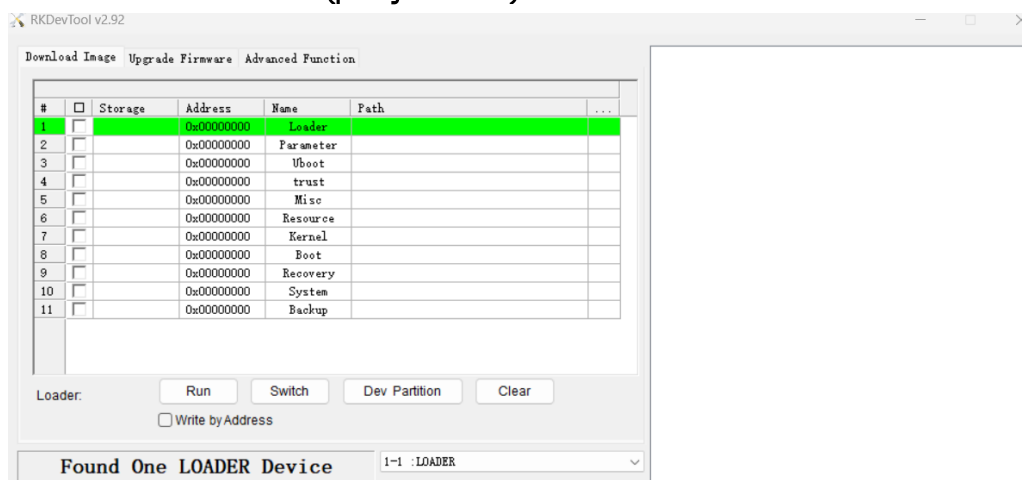 RKDevTool v2.92
Download Image Upgrade Firmware Advanced Function
# Storage Address Name Path ...
1 0x00000000 Loader
2 0x00000000 Parameter
3 0x00000000 Uboot
4 0x00000000 trust
5 0x00000000 Misc
6 0x00000000 Resource
7 0x00000000 Kernel
8 0x00000000 Boot
9 0x00000000 Recovery
10 0x00000000 System
11 0x00000000 Backup
Loader: Run Switch Dev Partition Clear
Write by Address
Found One LOADER Device 1-1 :LOADER